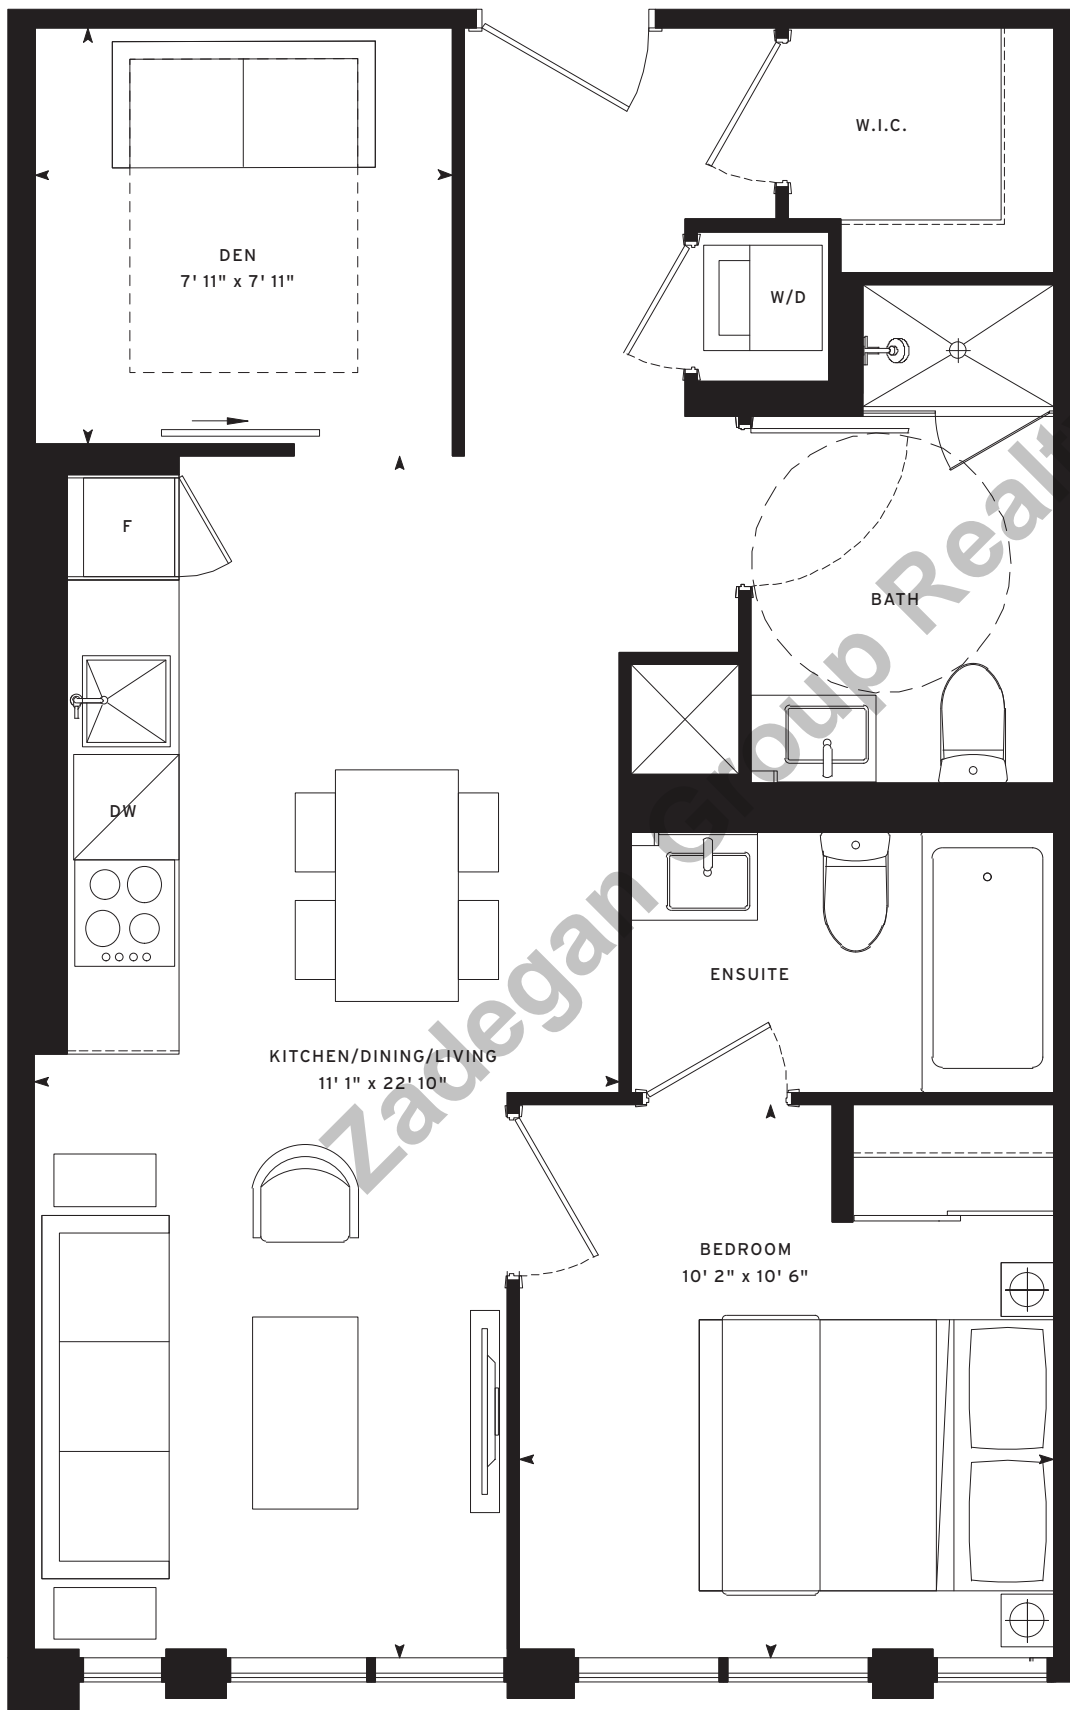 W.I.C.
DEN
7' 11" x 7' 11"
W/D
F
BATH
DW
ENSUITE
KITCHEN/DINING/LIVING
11' 1" x 22' 10"
BEDROOM
10' 2" x 10' 6"
Zadegan Group Realt